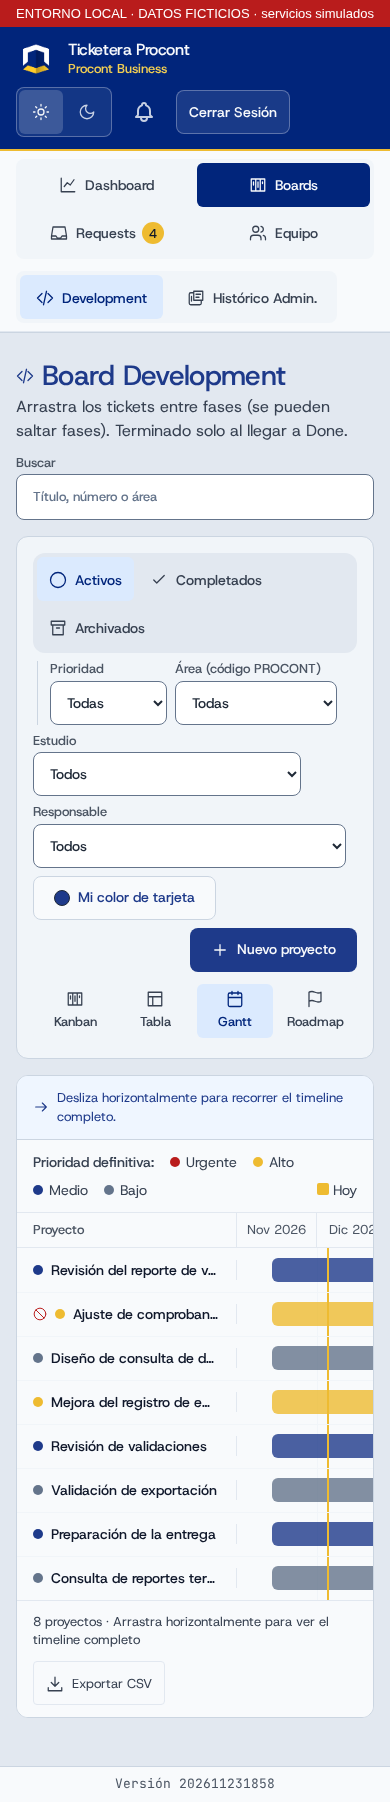 ENTORNO LOCAL · DATOS FICTICIOS · servicios simulados
Ticketera Procont
Procont Business
Cerrar Sesión
Dashboard
Boards
Requests 4
Equipo
Development
Histórico Admin.
Board Development
Arrastra los tickets entre fases (se pueden
saltar fases). Terminado solo al llegar a Done.
Buscar
Título, número o área
Activos
Completados
Archivados
Prioridad
Área (código PROCONT)
Todas
Todas
Estudio
Todos
Responsable
Todos
Mi color de tarjeta
Nuevo proyecto
Kanban
Tabla
Gantt
Roadmap
Desliza horizontalmente para recorrer el timeline
completo.
Prioridad definitiva:
Urgente
Alto
Medio
Bajo
Hoy
Proyecto
Nov 2026
Dic 202
Revisión del reporte de v...
Ajuste de comproban...
Diseño de consulta de d...
Mejora del registro de e...
Revisión de validaciones
Validación de exportación
Preparación de la entrega
Consulta de reportes ter...
8 proyectos · Arrastra horizontalmente para ver el
timeline completo
Exportar CSV
Versión 202611231858